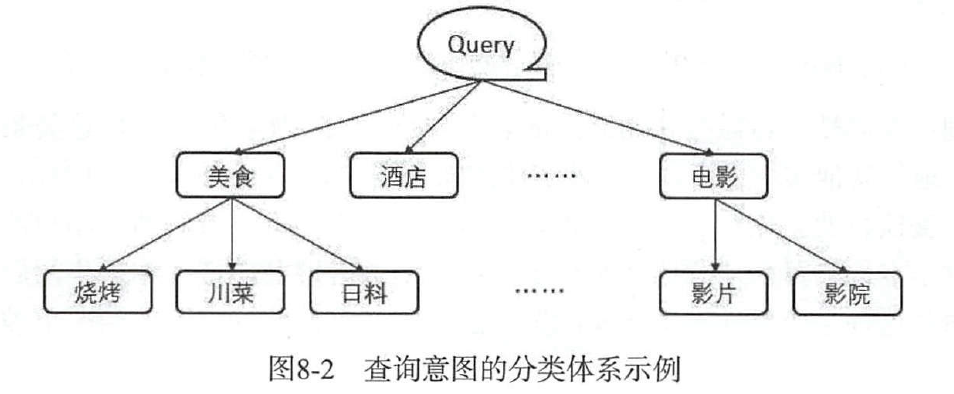 Query
美食 酒店 …… 电影
烧烤 川菜 日料 …… 影片 影院
图8-2 查询意图的分类体系示例